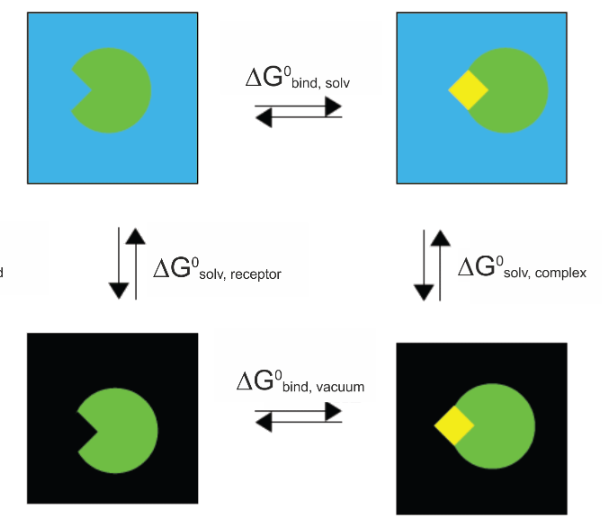 ΔG⁰bind, solv
d
ΔG⁰solv, receptor
ΔG⁰solv, complex
ΔG⁰bind, vacuum